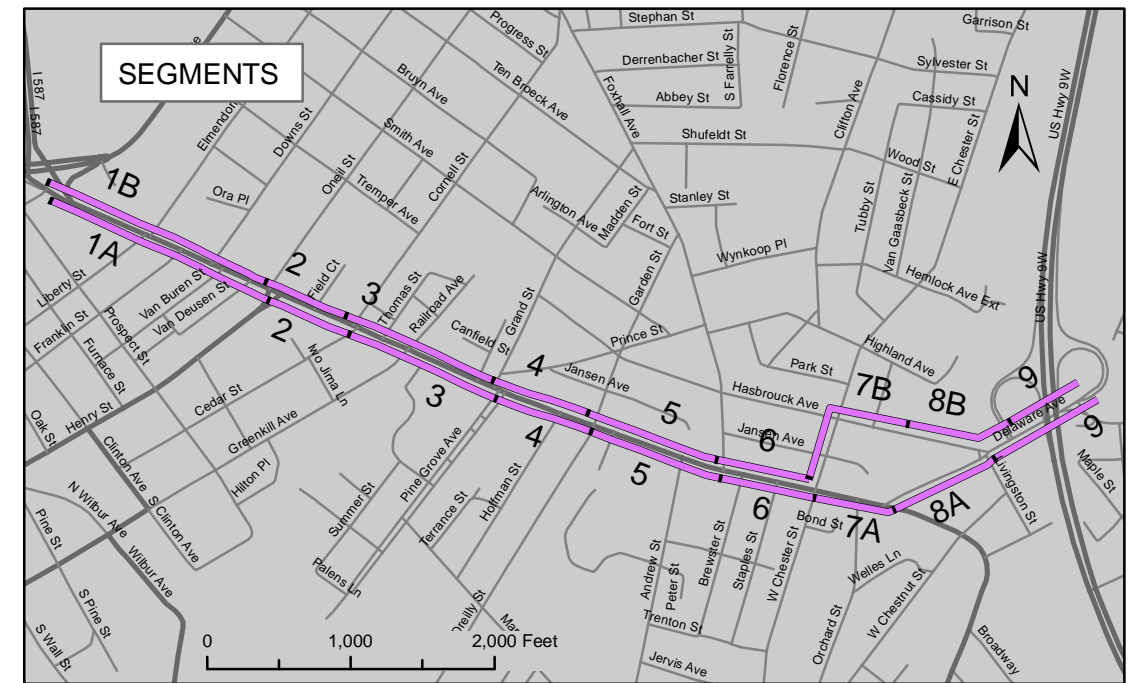 SEGMENTS
N
I 587
I 587
e
Elmendorf
Downs St
Ora Pl
Bruyn Ave
Smith Ave
Oneil St
Tremper Ave
Cornell St
Progress St
Ten Broeck Ave
Arlington Ave
Madden St
Fort St
Garden St
Foxhall Ave
Stephan St
Derrenbacher St
Abbey St
S Farrelly St
Florence St
Shufeldt St
Stanley St
Wynkoop Pl
Clifton Ave
Garrison St
Sylvester St
Cassidy St
Wood St
E Chester St
Tubby St
Van Gaasbeck St
Hemlock Ave Ext
US Hwy 9W
US Hwy 9W
Highland Ave
Park St
Hasbrouck Ave
Prince St
Jansen Ave
Jansen Ave
Delaware Ave
Maple St
Livingston St
1B
1A
2
2
3
3
4
4
5
5
6
6
7B
7A
8B
8A
9
9
Liberty St
Franklin St
Furnace St
Prospect St
Van Buren St
Van Deusen St
Field Ct
Thomas St
Railroad Ave
Canfield St
Grand St
Iwo Jima Ln
Cedar St
Greenkill Ave
Hilton Pl
Henry St
Oak St
Clinton Ave
S Clinton Ave
N Wilbur Ave
Wilbur Ave
Pine St
S Pine St
S Wall St
Summer St
Palens Ln
Pine Grove Ave
Terrance St
Hoffman St
Oreilly St
Mar
Andrew St
Peter St
Brewster St
Staples St
W Chester St
Bond St
Trenton St
Jervis Ave
Orchard St
Welles Ln
W Chestnut St
Broadway
0 1,000 2,000 Feet